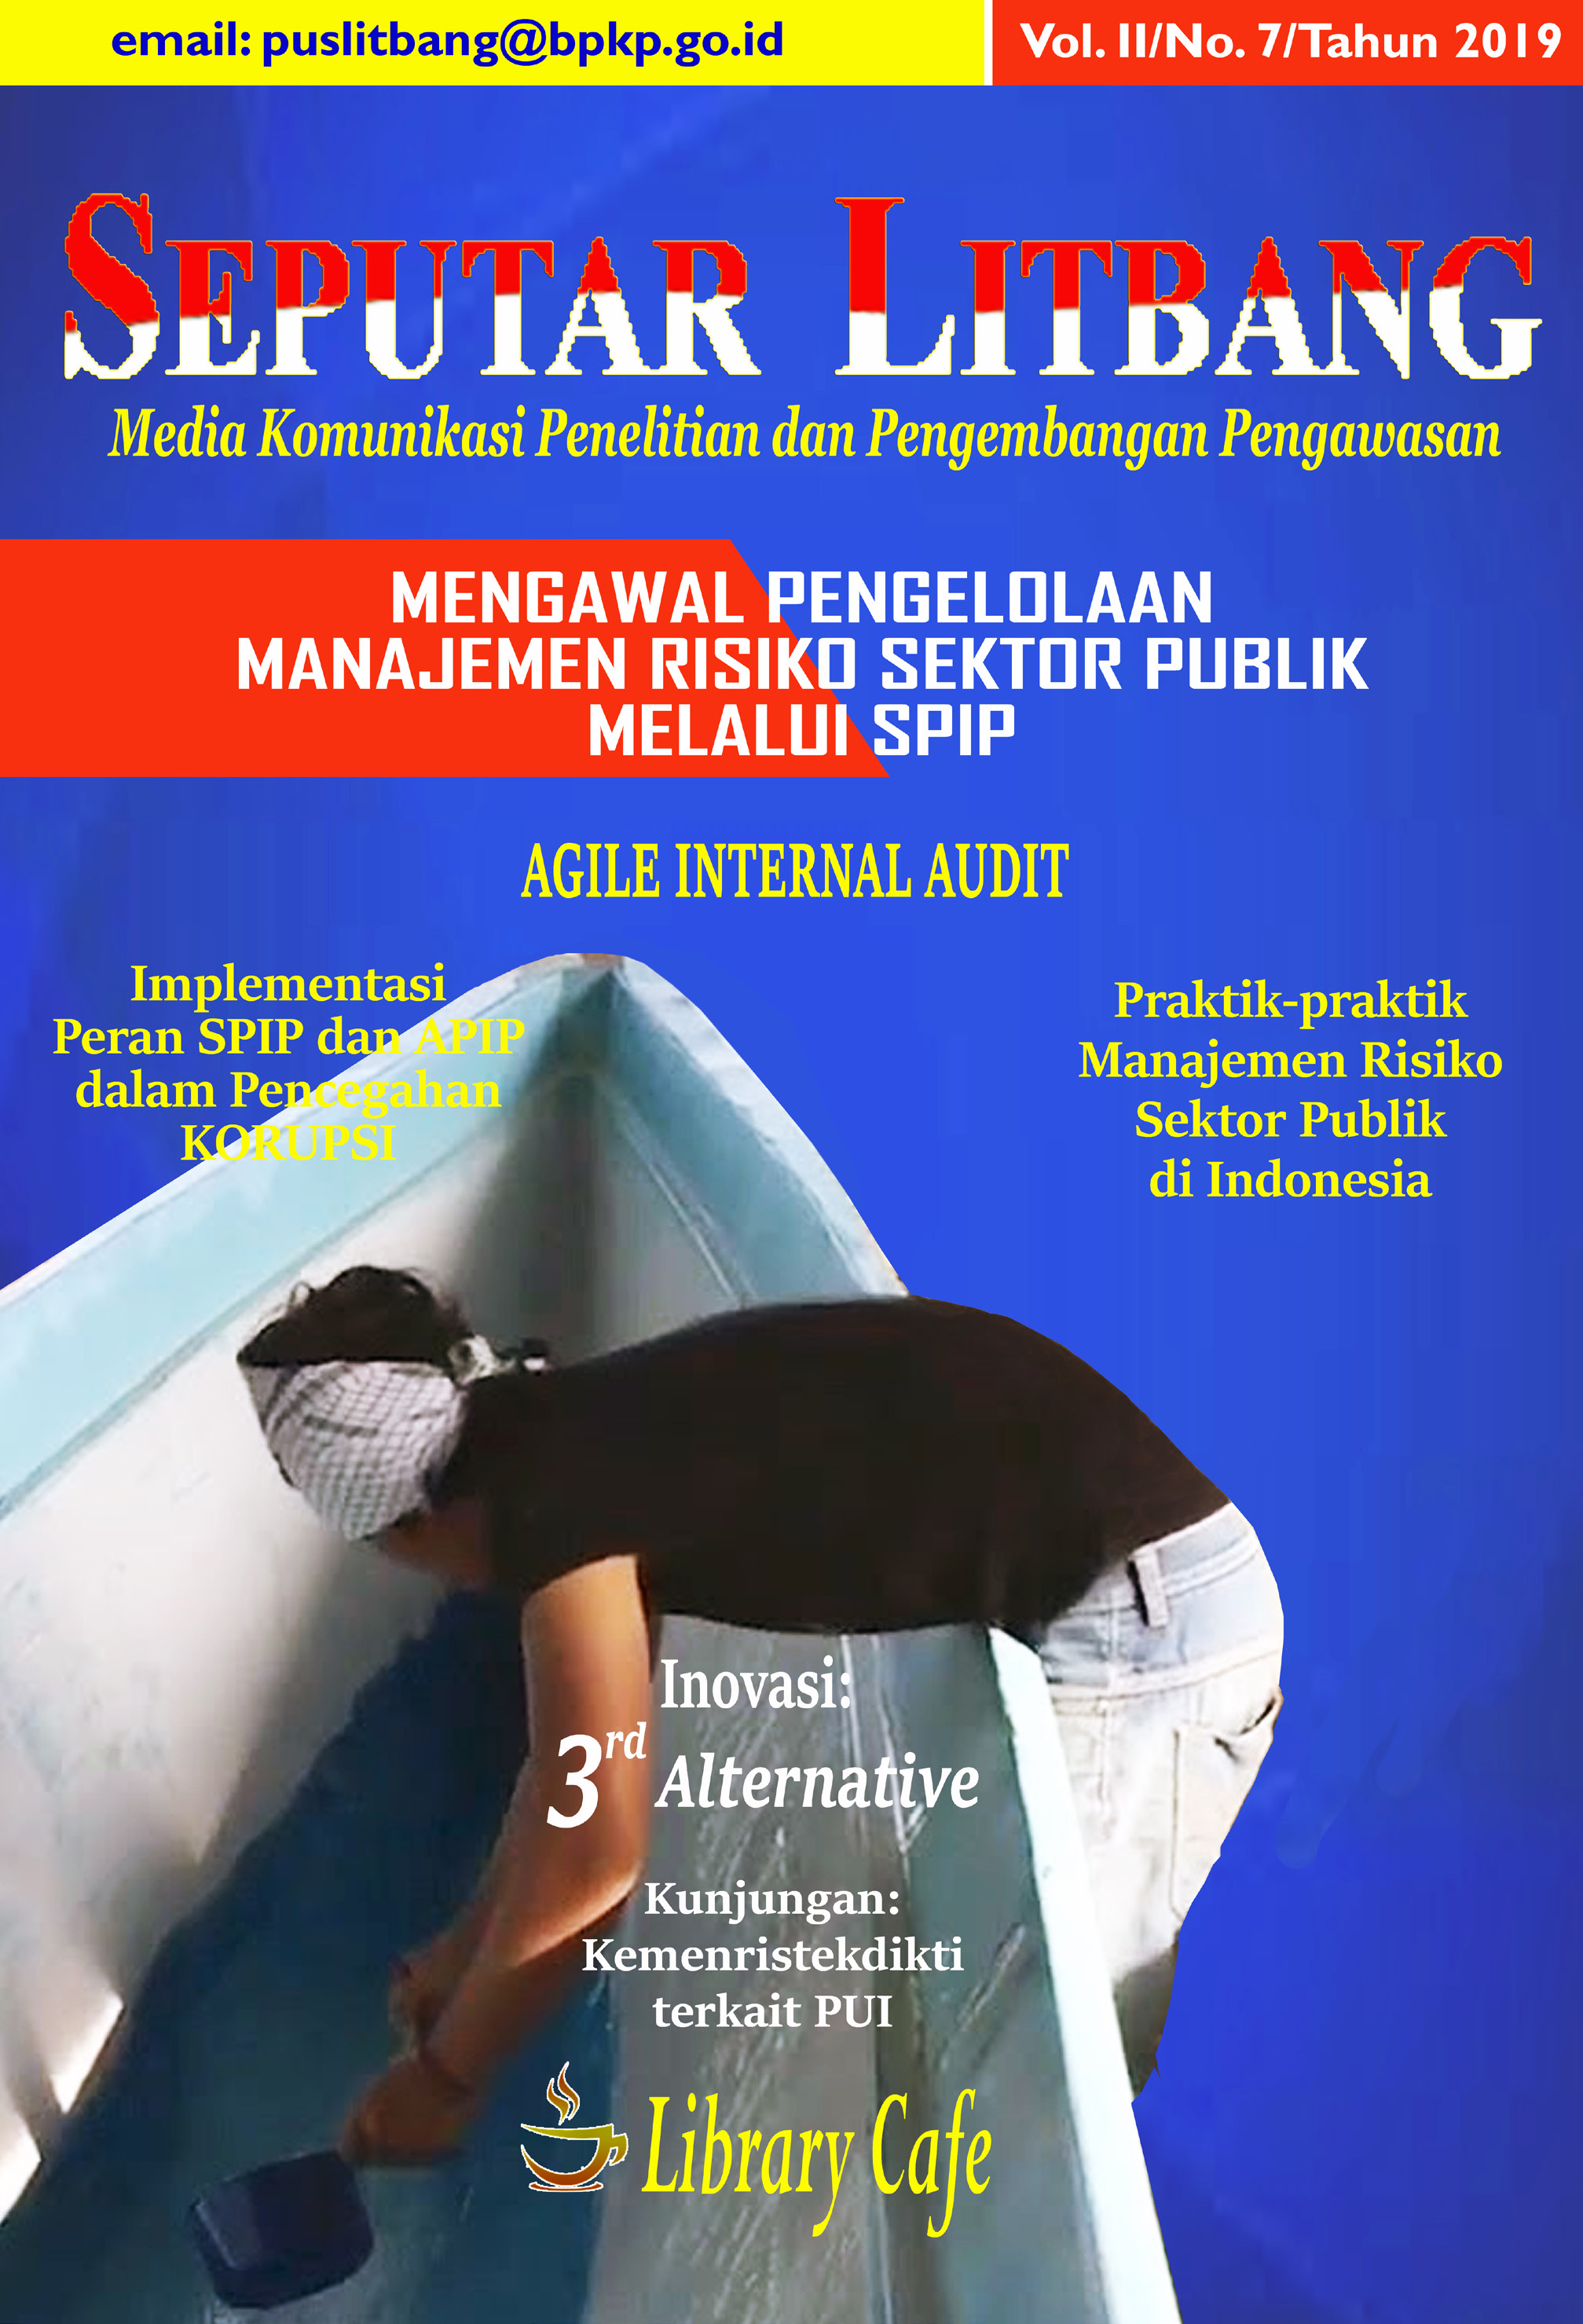 email: puslitbang@bpkp.go.id
Vol. II/No. 7/Tahun 2019
SEPUTAR LITBANG
Media Komunikasi Penelitian dan Pengembangan Pengawasan
MENGAWAL PENGELOLAAN
MANAJEMEN RISIKO SEKTOR PUBLIK
MELALUI SPIP
AGILE INTERNAL AUDIT
Implementasi
Peran SPIP dan APIP
dalam Pencegahan
KORUPSI
Praktik-praktik
Manajemen Risiko
Sektor Publik
di Indonesia
Inovasi:
3rd Alternative
Kunjungan:
Kemenristekdikti
terkait PUI
Library Cafe